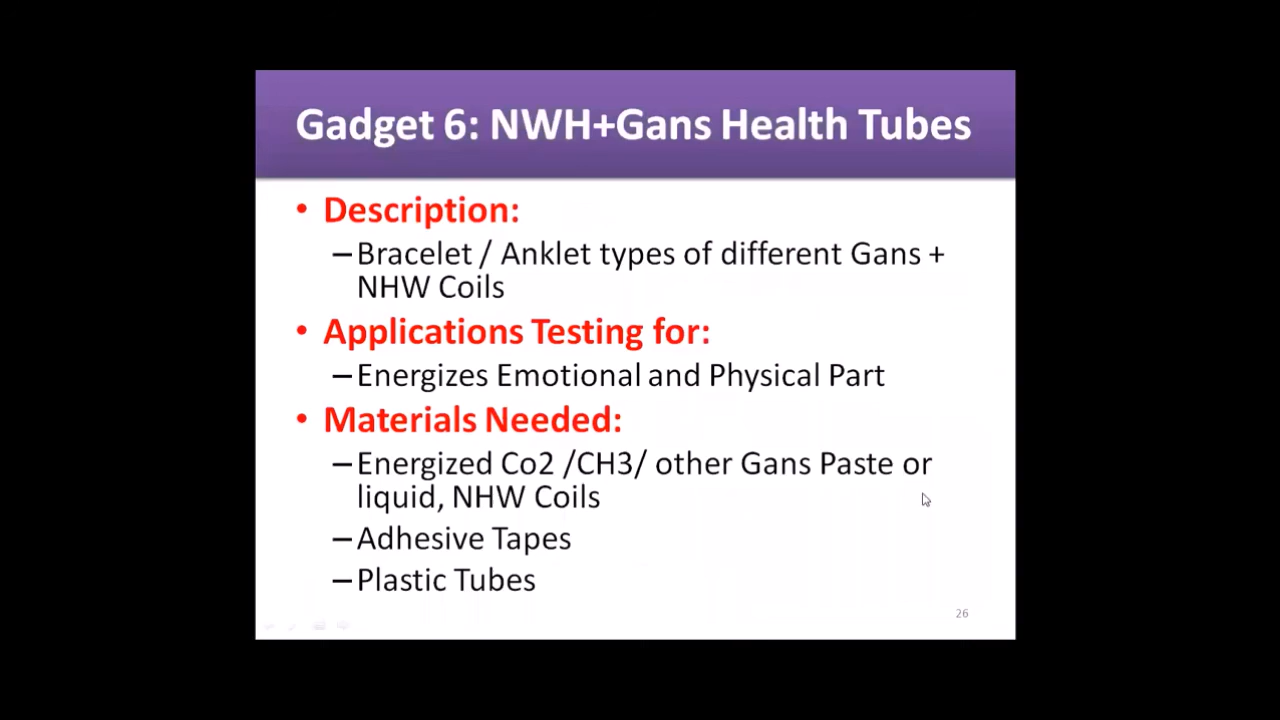 Gadget 6: NWH+Gans Health Tubes
• Description:
–Bracelet / Anklet types of different Gans +
NHW Coils
• Applications Testing for:
–Energizes Emotional and Physical Part
• Materials Needed:
–Energized Co2 /CH3/ other Gans Paste or
liquid, NHW Coils
–Adhesive Tapes
–Plastic Tubes
26